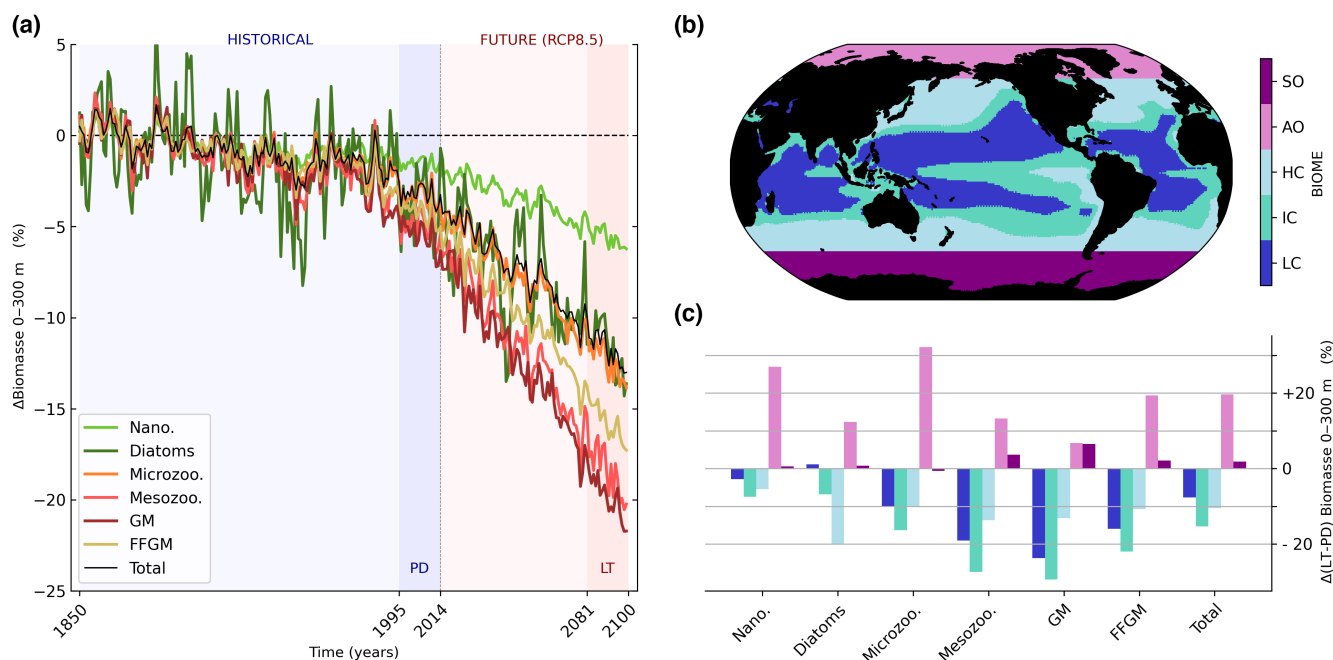 (a)
HISTORICAL
FUTURE (RCP8.5)
5
0
−5
−10
−15
−20
−25
ΔBiomasse 0–300 m (%)
Nano.
Diatoms
Microzoo.
Mesozoo.
GM
FFGM
Total
PD
LT
1850
1995
2014
2081
2100
Time (years)
(b)
SO
AO
HC
IC
LC
BIOME
(c)
+20
0
- 20
Δ(LT-PD) Biomasse 0–300 m (%)
Nano.
Diatoms
Microzoo.
Mesozoo.
GM
FFGM
Total